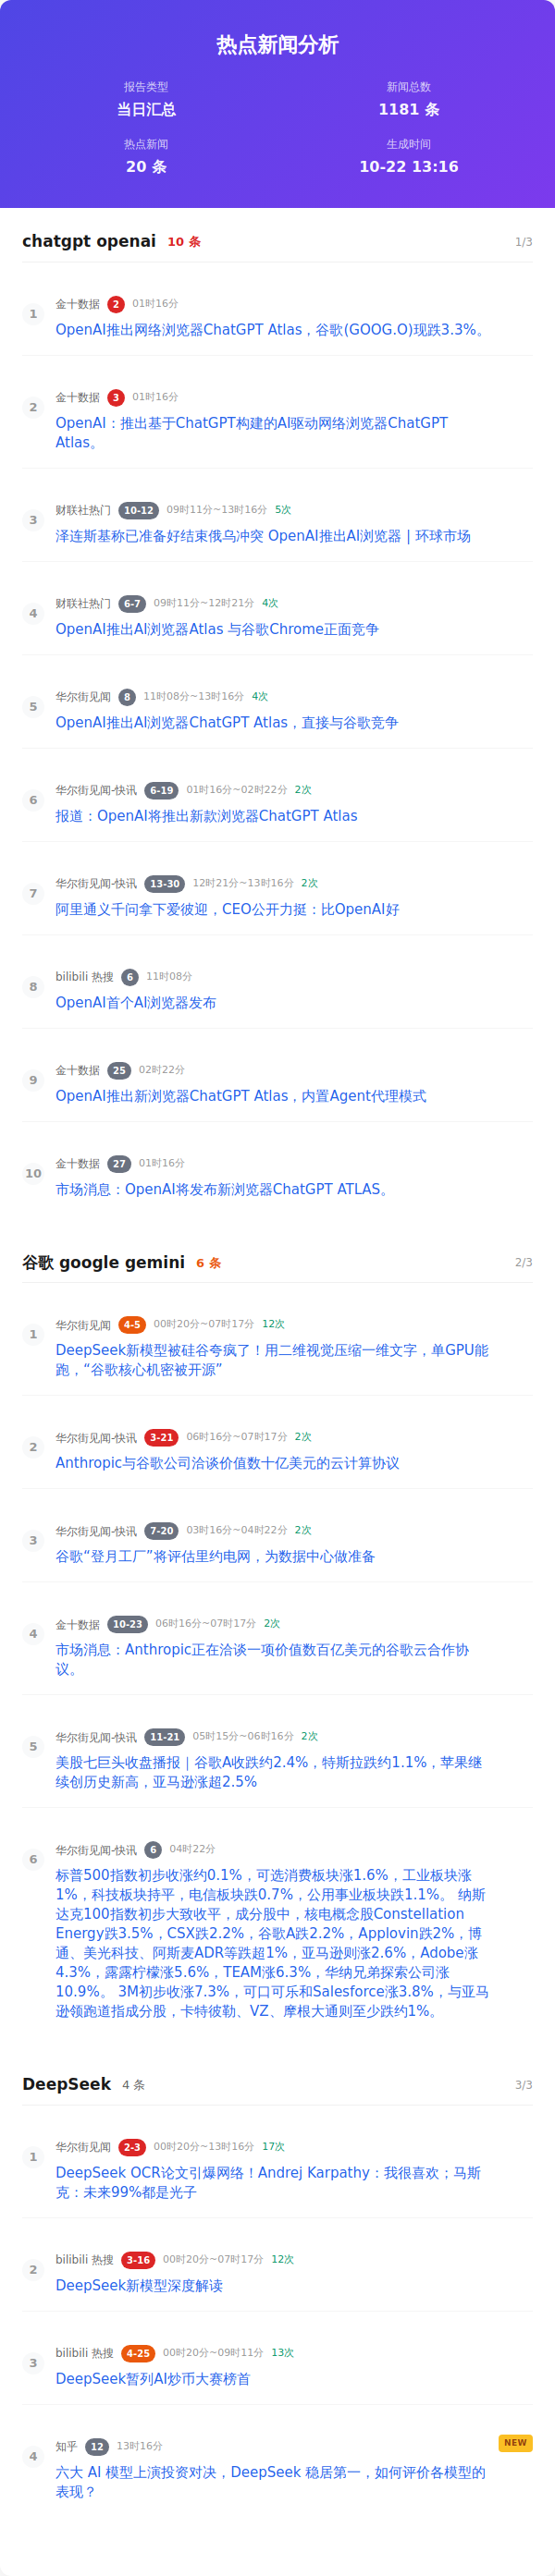 热点新闻分析
报告类型
当日汇总
新闻总数
1181 条
热点新闻
20 条
生成时间
10-22 13:16
chatgpt openai 10 条 1/3
1
金十数据 2 01时16分
OpenAI推出网络浏览器ChatGPT Atlas，谷歌(GOOG.O)现跌3.3%。
2
金十数据 3 01时16分
OpenAI：推出基于ChatGPT构建的AI驱动网络浏览器ChatGPT
Atlas。
3
财联社热门 10-12 09时11分~13时16分 5次
泽连斯基称已准备好结束俄乌冲突 OpenAI推出AI浏览器 | 环球市场
4
财联社热门 6-7 09时11分~12时21分 4次
OpenAI推出AI浏览器Atlas 与谷歌Chrome正面竞争
5
华尔街见闻 8 11时08分~13时16分 4次
OpenAI推出AI浏览器ChatGPT Atlas，直接与谷歌竞争
6
华尔街见闻-快讯 6-19 01时16分~02时22分 2次
报道：OpenAI将推出新款浏览器ChatGPT Atlas
7
华尔街见闻-快讯 13-30 12时21分~13时16分 2次
阿里通义千问拿下爱彼迎，CEO公开力挺：比OpenAI好
8
bilibili 热搜 6 11时08分
OpenAI首个AI浏览器发布
9
金十数据 25 02时22分
OpenAI推出新浏览器ChatGPT Atlas，内置Agent代理模式
10
金十数据 27 01时16分
市场消息：OpenAI将发布新浏览器ChatGPT ATLAS。
谷歌 google gemini 6 条 2/3
1
华尔街见闻 4-5 00时20分~07时17分 12次
DeepSeek新模型被硅谷夸疯了！用二维视觉压缩一维文字，单GPU能
跑，“谷歌核心机密被开源”
2
华尔街见闻-快讯 3-21 06时16分~07时17分 2次
Anthropic与谷歌公司洽谈价值数十亿美元的云计算协议
3
华尔街见闻-快讯 7-20 03时16分~04时22分 2次
谷歌“登月工厂”将评估里约电网，为数据中心做准备
4
金十数据 10-23 06时16分~07时17分 2次
市场消息：Anthropic正在洽谈一项价值数百亿美元的谷歌云合作协
议。
5
华尔街见闻-快讯 11-21 05时15分~06时16分 2次
美股七巨头收盘播报｜谷歌A收跌约2.4%，特斯拉跌约1.1%，苹果继
续创历史新高，亚马逊涨超2.5%
6
华尔街见闻-快讯 6 04时22分
标普500指数初步收涨约0.1%，可选消费板块涨1.6%，工业板块涨
1%，科技板块持平，电信板块跌0.7%，公用事业板块跌1.1%。 纳斯
达克100指数初步大致收平，成分股中，核电概念股Constellation
Energy跌3.5%，CSX跌2.2%，谷歌A跌2.2%，Applovin跌2%，博
通、美光科技、阿斯麦ADR等跌超1%，亚马逊则涨2.6%，Adobe涨
4.3%，露露柠檬涨5.6%，TEAM涨6.3%，华纳兄弟探索公司涨
10.9%。 3M初步收涨7.3%，可口可乐和Salesforce涨3.8%，与亚马
逊领跑道指成分股，卡特彼勒、VZ、摩根大通则至少跌约1%。
DeepSeek 4 条 3/3
1
华尔街见闻 2-3 00时20分~13时16分 17次
DeepSeek OCR论文引爆网络！Andrej Karpathy：我很喜欢；马斯
克：未来99%都是光子
2
bilibili 热搜 3-16 00时20分~07时17分 12次
DeepSeek新模型深度解读
3
bilibili 热搜 4-25 00时20分~09时11分 13次
DeepSeek暂列AI炒币大赛榜首
4
知乎 12 13时16分 NEW
六大 AI 模型上演投资对决，DeepSeek 稳居第一，如何评价各模型的
表现？